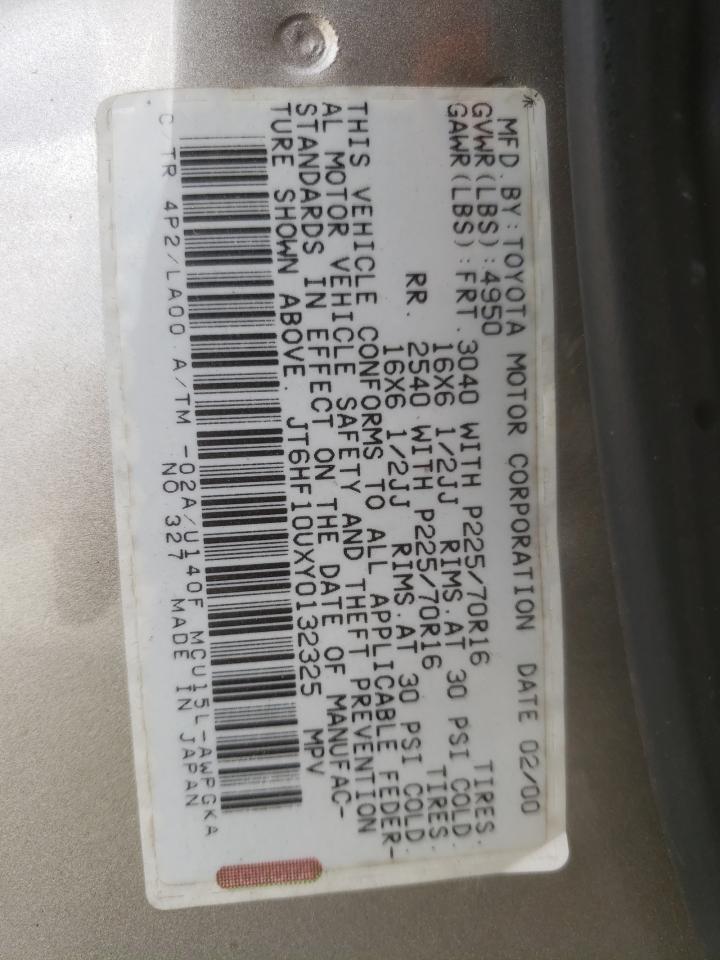 MFD. BY: TOYOTA MOTOR CORPORATION DATE 02/00
GVWR(LBS): 4950
GAWR(LBS): FRT. 3040 WITH P225/70R16 TIRES.
16X6 1/2JJ RIMS.AT 30 PSI COLD.
RR. 2540 WITH P225/70R16 TIRES.
16X6 1/2JJ RIMS.AT 30 PSI COLD.
THIS VEHICLE CONFORMS TO ALL APPLICABLE FEDER-
AL MOTOR VEHICLE SAFETY AND THEFT PREVENTION
STANDARDS IN EFFECT ON THE DATE OF MANUFAC-
TURE SHOWN ABOVE. JT6HF10UXY0132325 MPV
C/TR 4P2/LA00 A/TM -02A/U140F MCU15L-AWPGKA
NO 327 MADE IN JAPAN